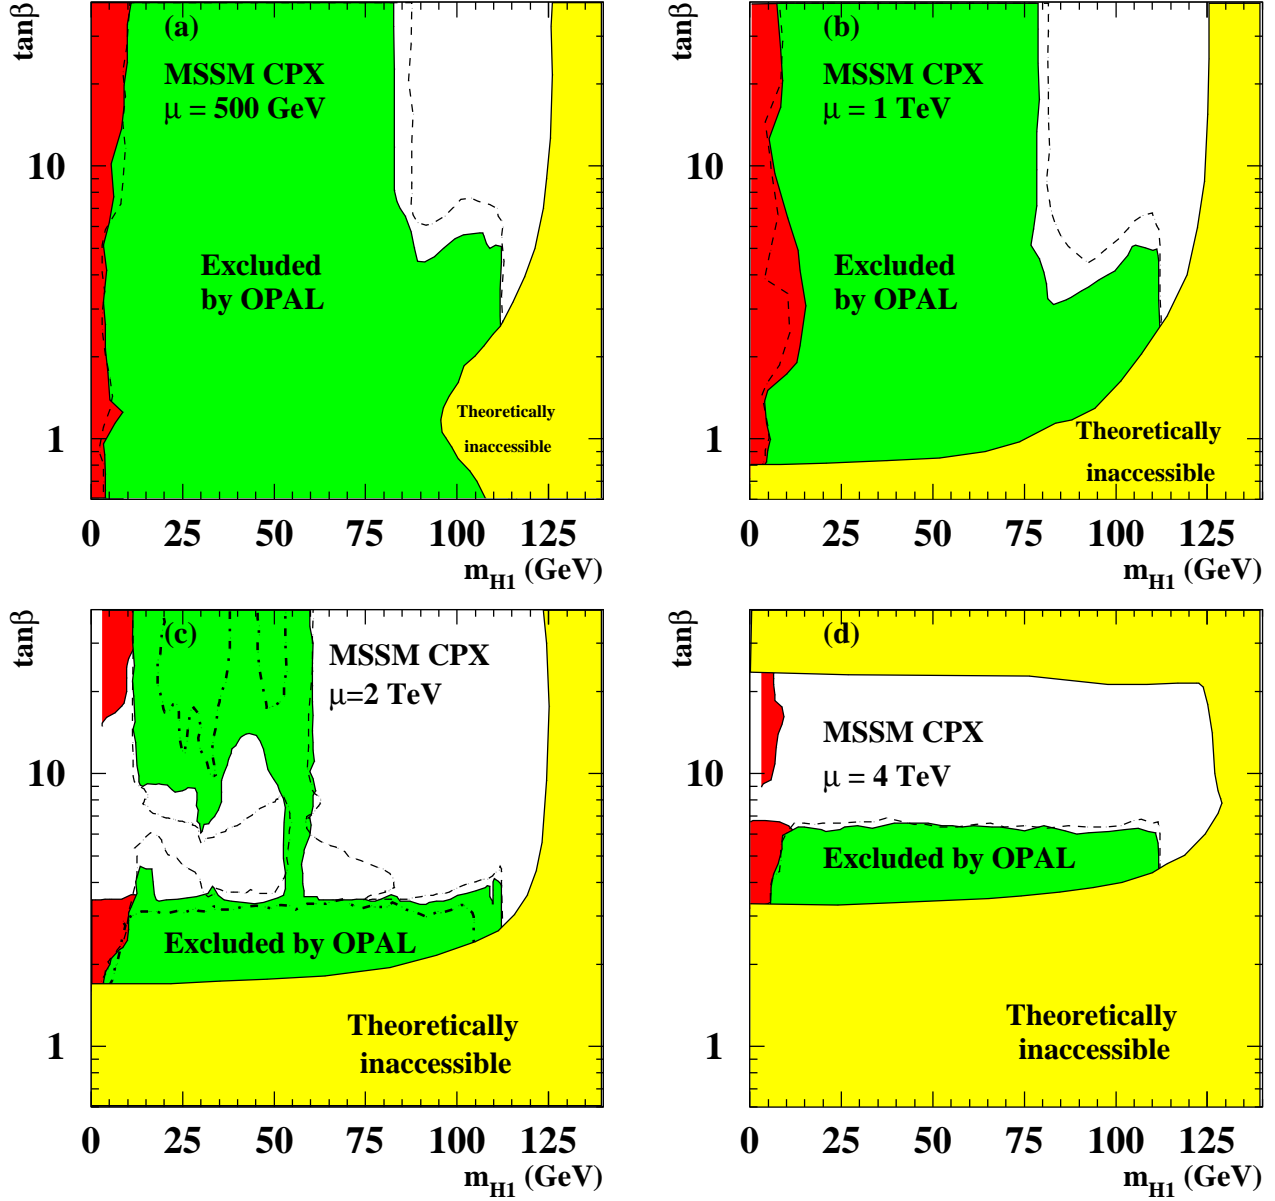 tanβ
(a)
MSSM CPX
μ = 500 GeV
10
Excluded
by OPAL
Theoretically
inaccessible
1
0 25 50 75 100 125
m_H1 (GeV)
tanβ
(b)
MSSM CPX
μ = 1 TeV
10
Excluded
by OPAL
1
Theoretically
inaccessible
0 25 50 75 100 125
m_H1 (GeV)
tanβ
(c)
MSSM CPX
μ=2 TeV
10
Excluded by OPAL
Theoretically
1
inaccessible
0 25 50 75 100 125
m_H1 (GeV)
tanβ
(d)
MSSM CPX
μ = 4 TeV
10
Excluded by OPAL
Theoretically
1
inaccessible
0 25 50 75 100 125
m_H1 (GeV)